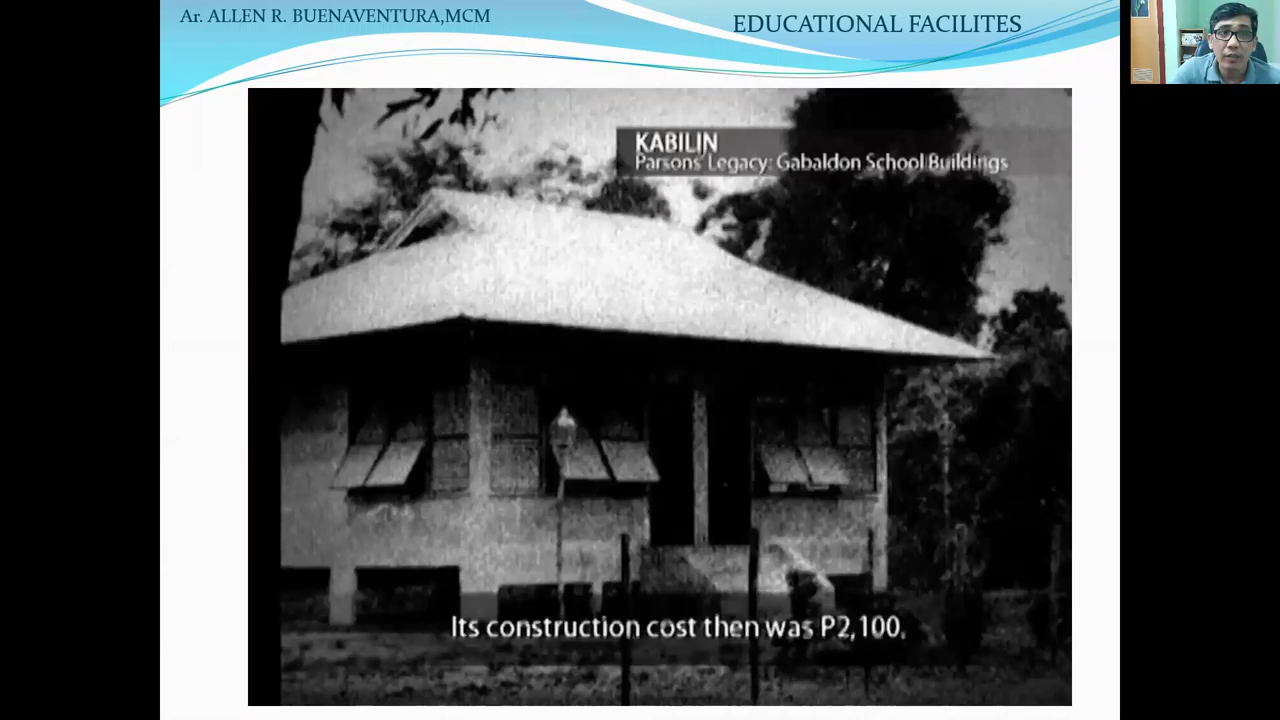 Ar. ALLEN R. BUENAVENTURA,MCM
EDUCATIONAL FACILITES
KABILIN
Parsons' Legacy: Gabaldon School Buildings
Its construction cost then was P2,100.